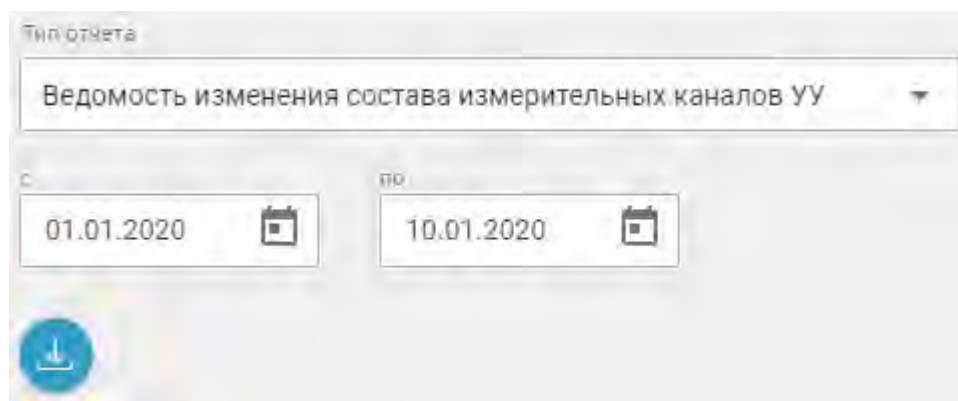 Тип отчета
Ведомость изменения состава измерительных каналов УУ
с по
01.01.2020 10.01.2020